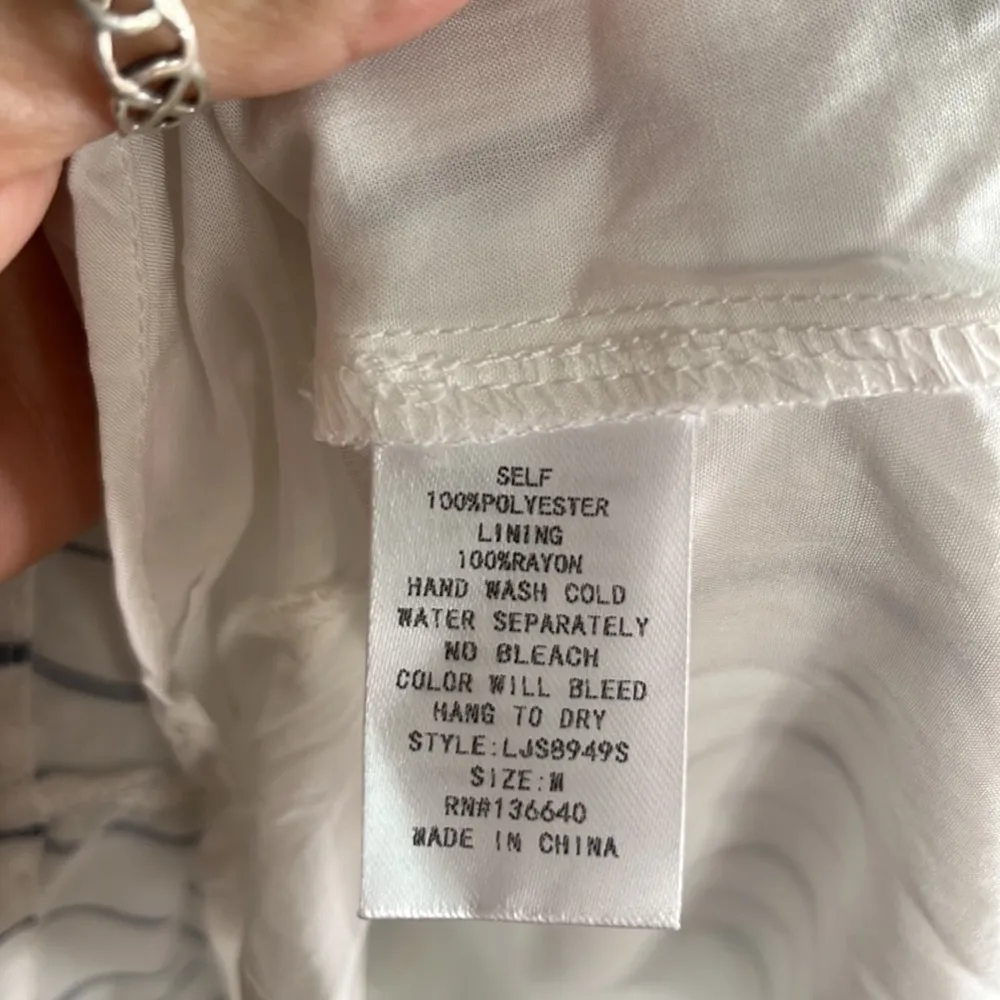 SELF
100%POLYESTER
LINING
100%RAYON
HAND WASH COLD
WATER SEPARATELY
NO BLEACH
COLOR WILL BLEED
HANG TO DRY
STYLE:LJS8949S
SIZE:M
RN#136640
MADE IN CHINA